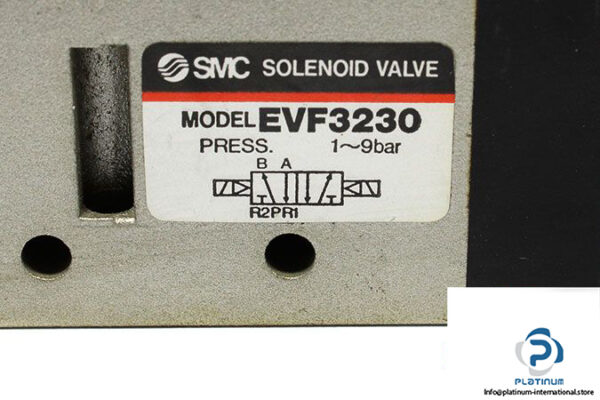 SMC SOLENOID VALVE
MODEL EVF3230
PRESS. 1~9bar
B A
R2PR1
PLATINUM
Info@platinum-international.store